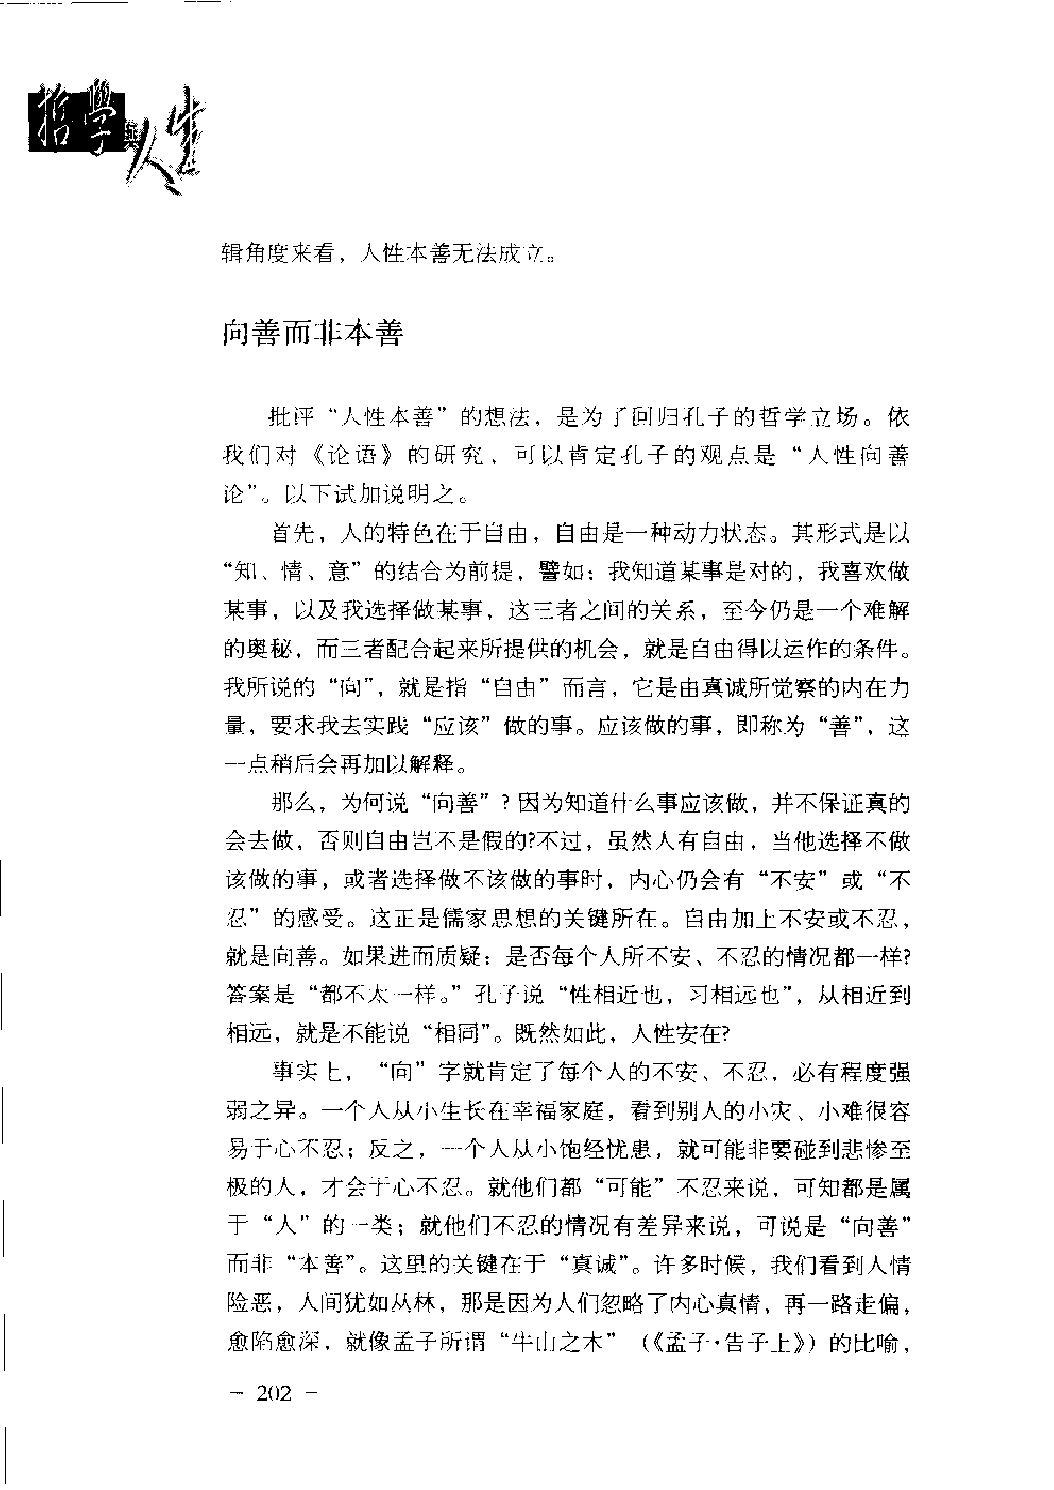 哲學與人生
辑角度来看，人性本善无法成立。
向善而非本善
批评“人性本善”的想法，是为了回归孔子的哲学立场。依
我们对《论语》的研究，可以肯定孔子的观点是“人性向善
论”。以下试加说明之。
首先，人的特色在于自由，自由是一种动力状态。其形式是以
“知、情、意”的结合为前提，譬如：我知道某事是对的，我喜欢做
某事，以及我选择做某事，这三者之间的关系，至今仍是一个难解
的奥秘，而三者配合起来所提供的机会，就是自由得以运作的条件。
我所说的“向”，就是指“自由”而言，它是由真诚所觉察的内在力
量，要求我去实践“应该”做的事。应该做的事，即称为“善”，这
一点稍后会再加以解释。
那么，为何说“向善”？因为知道什么事应该做，并不保证真的
会去做，否则自由岂不是假的?不过，虽然人有自由，当他选择不做
该做的事，或者选择做不该做的事时，内心仍会有“不安”或“不
忍”的感受。这正是儒家思想的关键所在。自由加上不安或不忍，
就是向善。如果进而质疑：是否每个人所不安、不忍的情况都一样?
答案是“都不太一样。”孔子说“性相近也，习相远也”，从相近到
相远，就是不能说“相同”。既然如此，人性安在?
事实上，“向”字就肯定了每个人的不安、不忍，必有程度强
弱之异。一个人从小生长在幸福家庭，看到别人的小灾、小难很容
易于心不忍；反之，一个人从小饱经忧患，就可能非要碰到悲惨至
极的人，才会于心不忍。就他们都“可能”不忍来说，可知都是属
于“人”的一类；就他们不忍的情况有差异来说，可说是“向善”
而非“本善”。这里的关键在于“真诚”。许多时候，我们看到人情
险恶，人间犹如丛林，那是因为人们忽略了内心真情，再一路走偏，
愈陷愈深，就像孟子所谓“牛山之木”（《孟子·告子上》）的比喻，
- 202 -